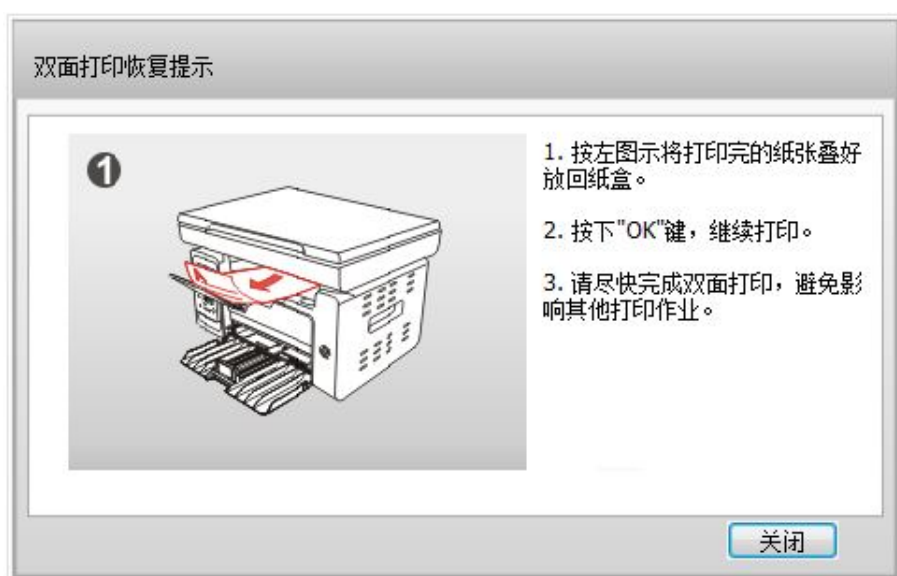 双面打印恢复提示
1
1. 按左图示将打印完的纸张叠好
放回纸盒。
2. 按下"OK"键，继续打印。
3. 请尽快完成双面打印，避免影
响其他打印作业。
关闭